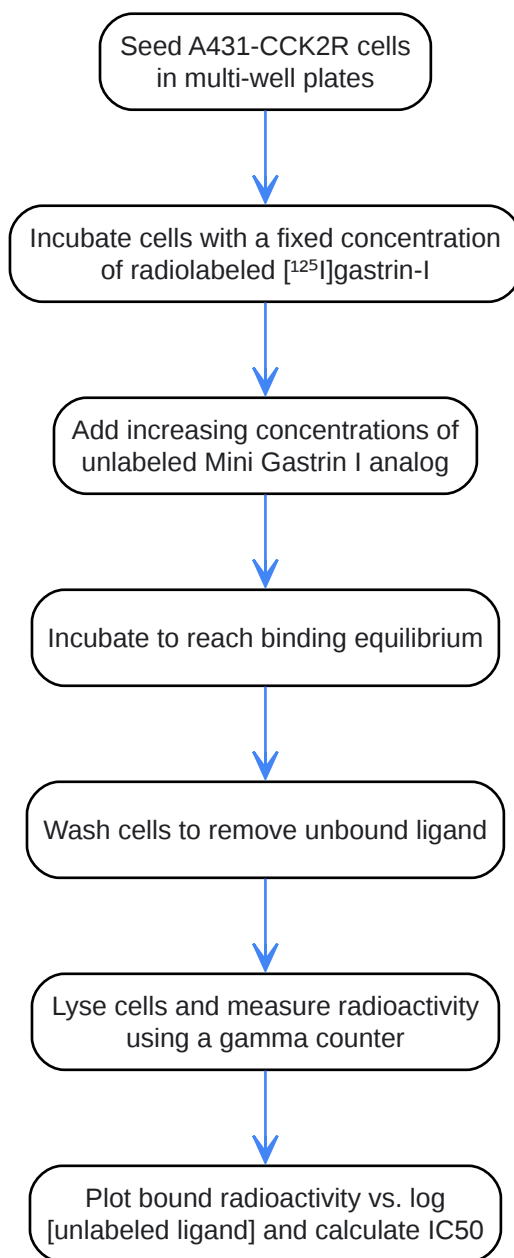 Seed A431-CCK2R cells
in multi-well plates
Incubate cells with a fixed concentration
of radiolabeled [¹²⁵I]gastrin-I
Add increasing concentrations of
unlabeled Mini Gastrin I analog
Incubate to reach binding equilibrium
Wash cells to remove unbound ligand
Lyse cells and measure radioactivity
using a gamma counter
Plot bound radioactivity vs. log
[unlabeled ligand] and calculate IC50